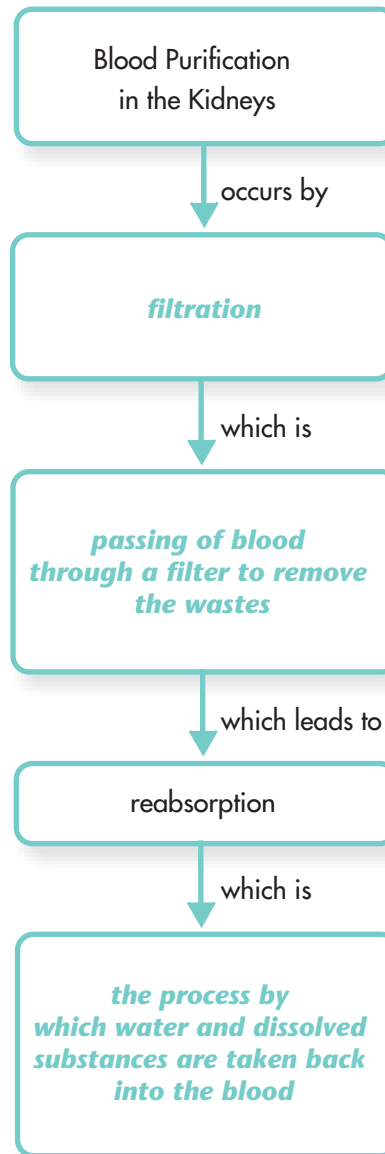 Blood Purification
in the Kidneys
occurs by
filtration
which is
passing of blood
through a filter to remove
the wastes
which leads to
reabsorption
which is
the process by
which water and dissolved
substances are taken back
into the blood